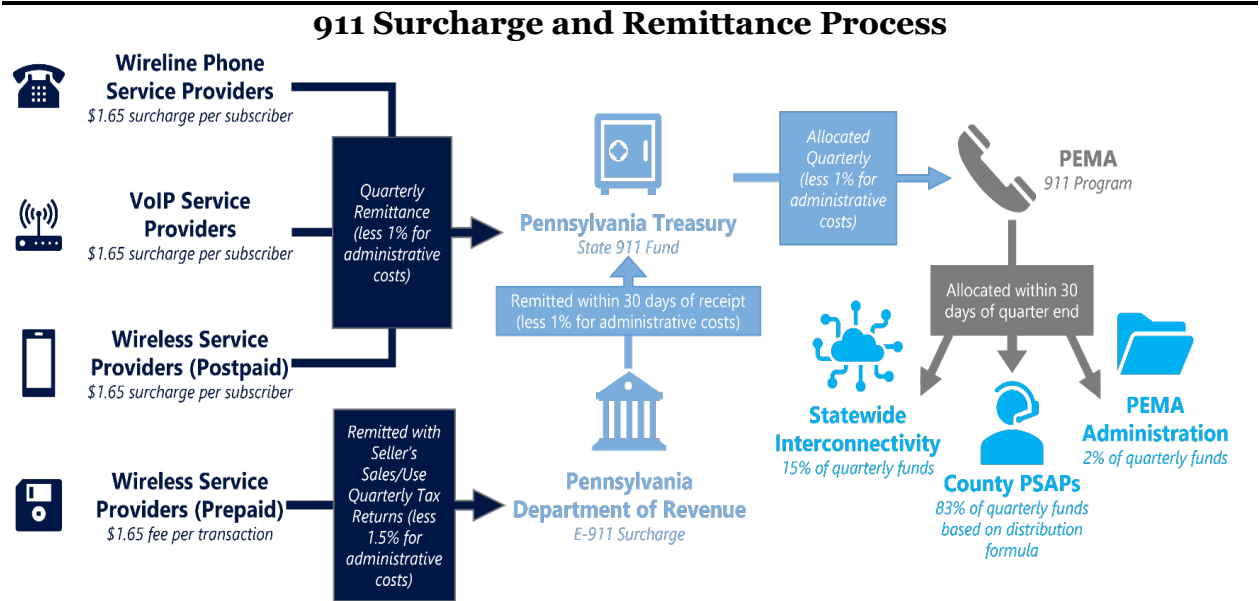 911 Surcharge and Remittance Process
Wireline Phone
Service Providers
$1.65 surcharge per subscriber
VoIP Service
Providers
$1.65 surcharge per subscriber
Wireless Service
Providers (Postpaid)
$1.65 surcharge per subscriber
Wireless Service
Providers (Prepaid)
$1.65 fee per transaction
Quarterly
Remittance
(less 1% for
administrative
costs)
Remitted with
Seller's
Sales/Use
Quarterly Tax
Returns (less
1.5% for
administrative
costs)
Pennsylvania Treasury
State 911 Fund
Remitted within 30 days of receipt
(less 1% for administrative costs)
Pennsylvania
Department of Revenue
E-911 Surcharge
Allocated
Quarterly
(less 1% for
administrative
costs)
PEMA
911 Program
Allocated within 30
days of quarter end
Statewide
Interconnectivity
15% of quarterly funds
County PSAPs
83% of quarterly funds
based on distribution
formula
PEMA
Administration
2% of quarterly funds